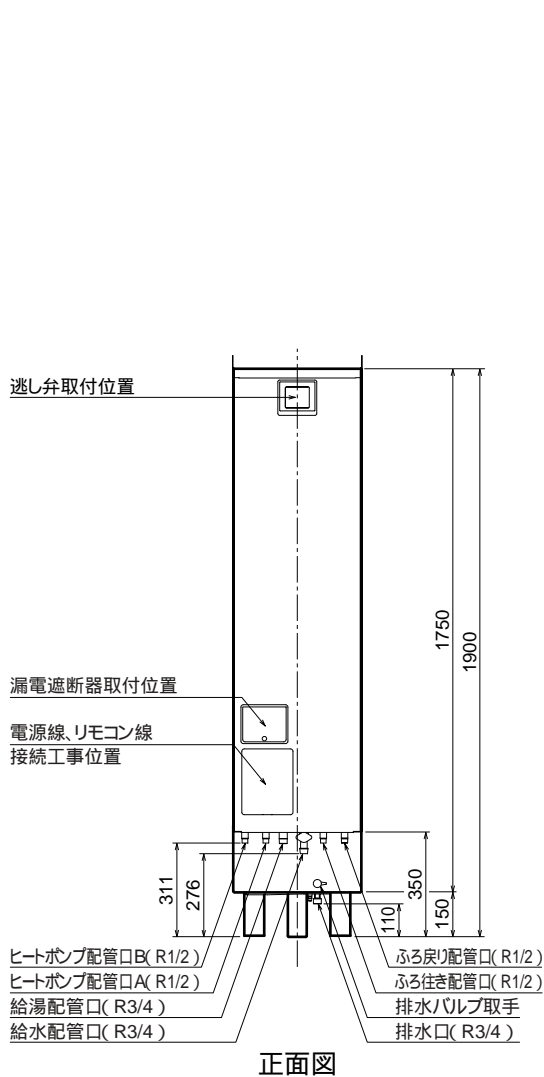 逃し弁取付位置
1750
1900
漏電遮断器取付位置
電源線、リモコン線
接続工事位置
311
276
350
110
150
ヒートポンプ配管口B( R1/2 )
ふろ戻り配管口( R1/2 )
ヒートポンプ配管口A( R1/2 )
ふろ往き配管口( R1/2 )
給湯配管口( R3/4 )
排水バルブ取手
給水配管口( R3/4 )
排水口( R3/4 )
正面図